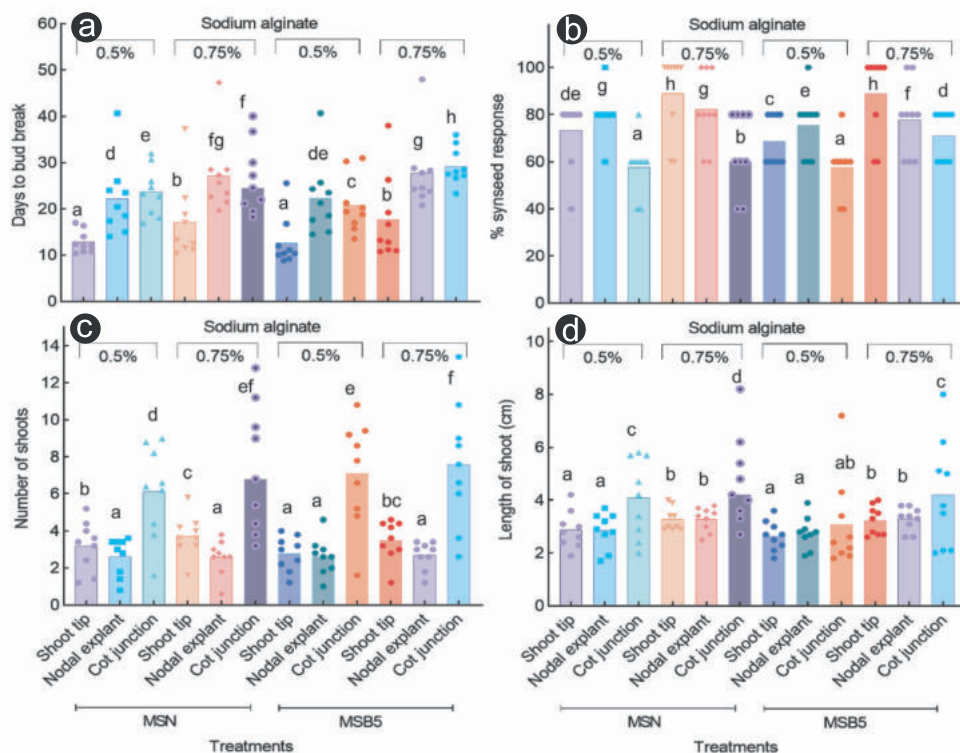 a
Sodium alginate
0.5% 0.75% 0.5% 0.75%
Days to bud break
60
50
40
30
20
10
0
a d e b fg f a de c b g h
b
Sodium alginate
0.5% 0.75% 0.5% 0.75%
% synseed response
100
80
60
40
20
0
de g a h h b c e a h f d
c
Sodium alginate
0.5% 0.75% 0.5% 0.75%
Number of shoots
14
12
10
8
6
4
2
0
b a d c a ef a a e bc a f
Shoot tip Nodal explant Cot junction Shoot tip Nodal explant Cot junction Shoot tip Nodal explant Cot junction Shoot tip Nodal explant Cot junction
MSN MSB5
Treatments
d
Sodium alginate
0.5% 0.75% 0.5% 0.75%
Length of shoot (cm)
10
8
6
4
2
0
a a c b b d a a ab b b c
Shoot tip Nodal explant Cot junction Shoot tip Nodal explant Cot junction Shoot tip Nodal explant Cot junction Shoot tip Nodal explant Cot junction
MSN MSB5
Treatments